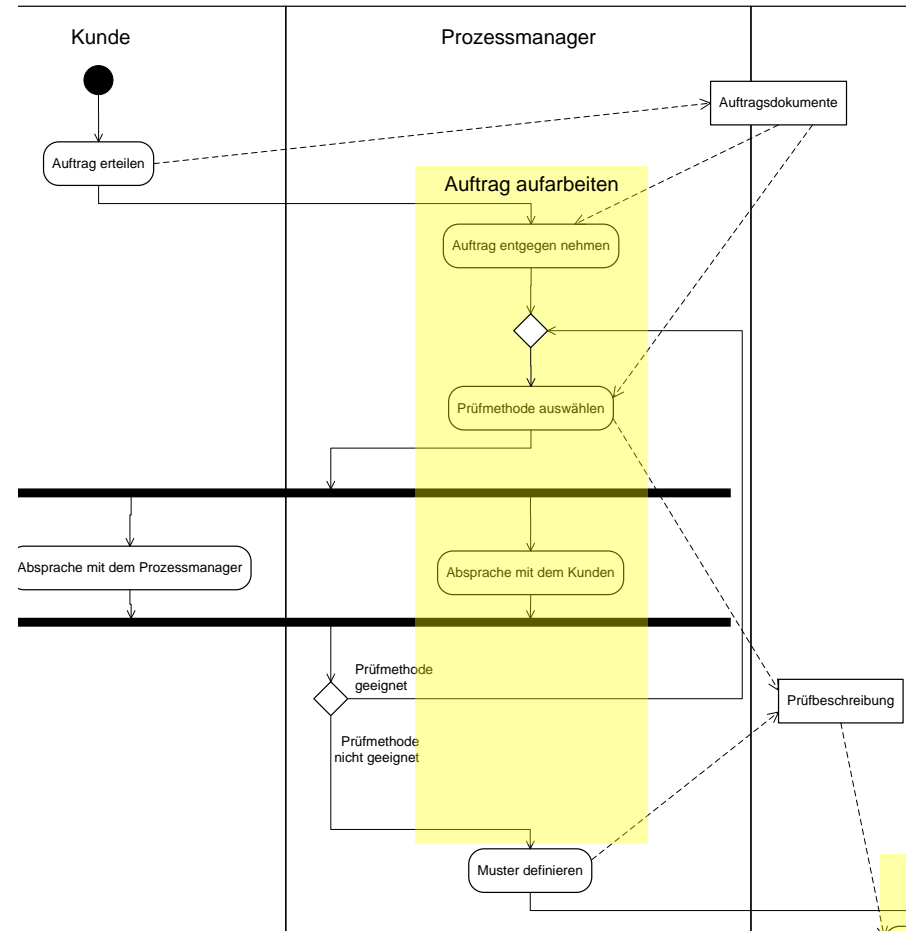 Kunde
Prozessmanager
Auftragsdokumente
Auftrag erteilen
Auftrag aufarbeiten
Auftrag entgegen nehmen
Prüfmethode auswählen
Absprache mit dem Prozessmanager
Absprache mit dem Kunden
Prüfmethode
geeignet
Prüfbeschreibung
Prüfmethode
nicht geeignet
Muster definieren